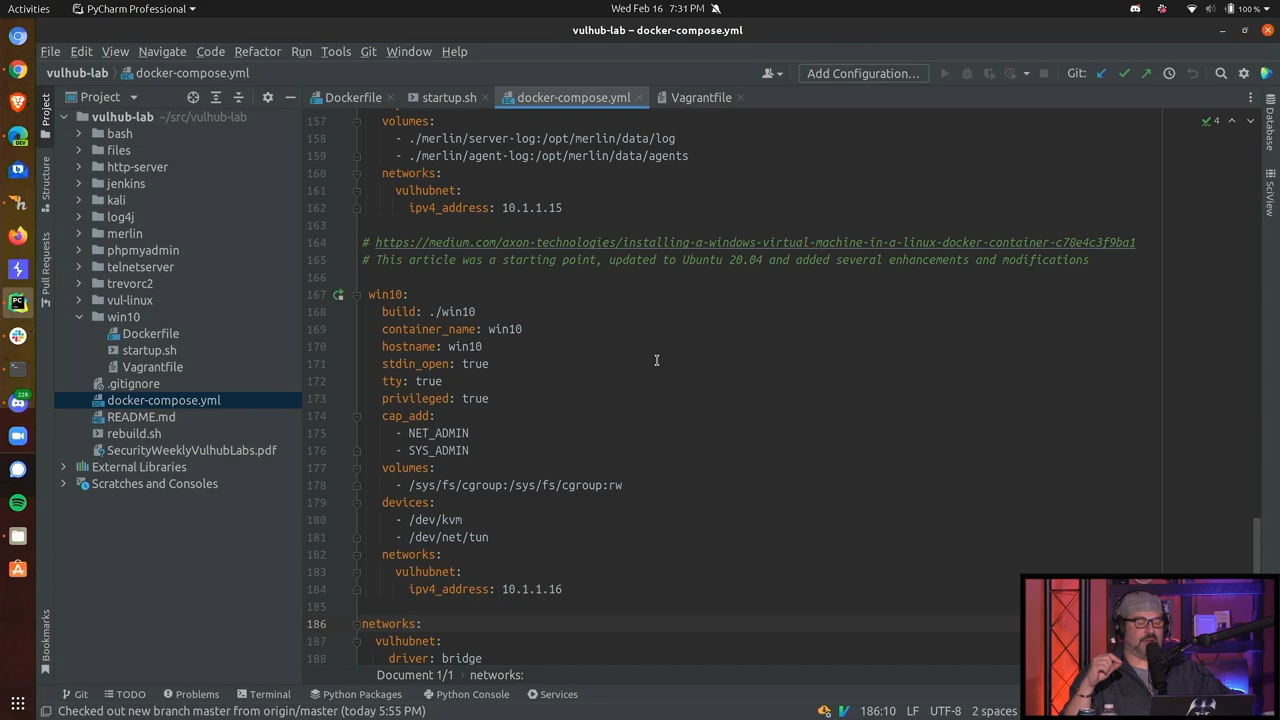 Activities
PyCharm Professional
Wed Feb 16 7:31 PM
100 %
vulhub-lab – docker-compose.yml
File Edit View Navigate Code Refactor Run Tools Git Window Help
vulhub-lab
docker-compose.yml
Add Configuration...
Git:
Project
Dockerfile
startup.sh
docker-compose.yml
Vagrantfile
Project
Structure
Pull Requests
Bookmarks
vulhub-lab ~/src/vulhub-lab
bash
files
http-server
jenkins
kali
log4j
merlin
phpmyadmin
telnetserver
trevorc2
vul-linux
win10
Dockerfile
startup.sh
Vagrantfile
.gitignore
docker-compose.yml
README.md
rebuild.sh
SecurityWeeklyVulhubLabs.pdf
External Libraries
Scratches and Consoles
228
DEV
157 volumes:
158 - ./merlin/server-log:/opt/merlin/data/log
159 - ./merlin/agent-log:/opt/merlin/data/agents
160 networks:
161 vulhubnet:
162 ipv4_address: 10.1.1.15
163
164 # https://medium.com/axon-technologies/installing-a-windows-virtual-machine-in-a-linux-docker-container-c78e4c3f9ba1
165 # This article was a starting point, updated to Ubuntu 20.04 and added several enhancements and modifications
166
167 win10:
168 build: ./win10
169 container_name: win10
170 hostname: win10
171 stdin_open: true
172 tty: true
173 privileged: true
174 cap_add:
175 - NET_ADMIN
176 - SYS_ADMIN
177 volumes:
178 - /sys/fs/cgroup:/sys/fs/cgroup:rw
179 devices:
180 - /dev/kvm
181 - /dev/net/tun
182 networks:
183 vulhubnet:
184 ipv4_address: 10.1.1.16
185
186 networks:
187 vulhubnet:
188 driver: bridge
4
Database
SciView
Document 1/1
networks:
Git
TODO
Problems
Terminal
Python Packages
Python Console
Services
Checked out new branch master from origin/master (today 5:55 PM)
186:10 LF UTF-8 2 spaces